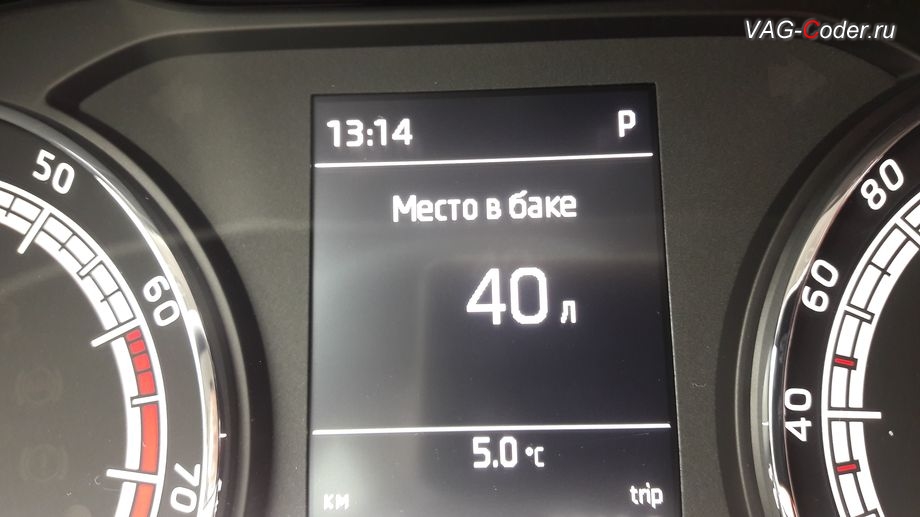 VAG-Coder.ru
13:14 P
Место в баке
40 л
5.0 °C
км trip
50
60
70
80
60
40